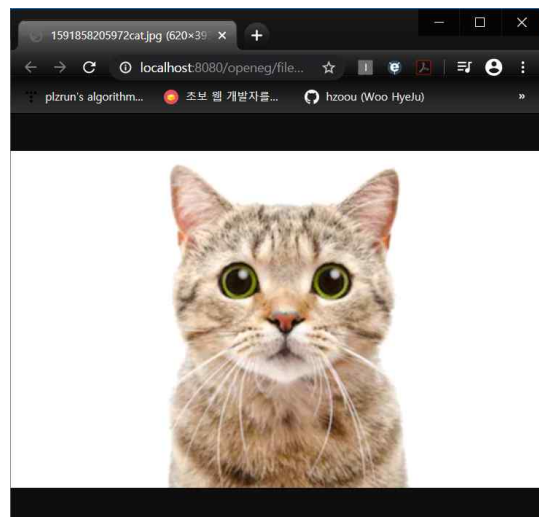 1591858205972cat.jpg (620×39
localhost:8080/openeg/file...
plzrun's algorithm... 초보 웹 개발자를... hzoou (Woo HyeJu) »